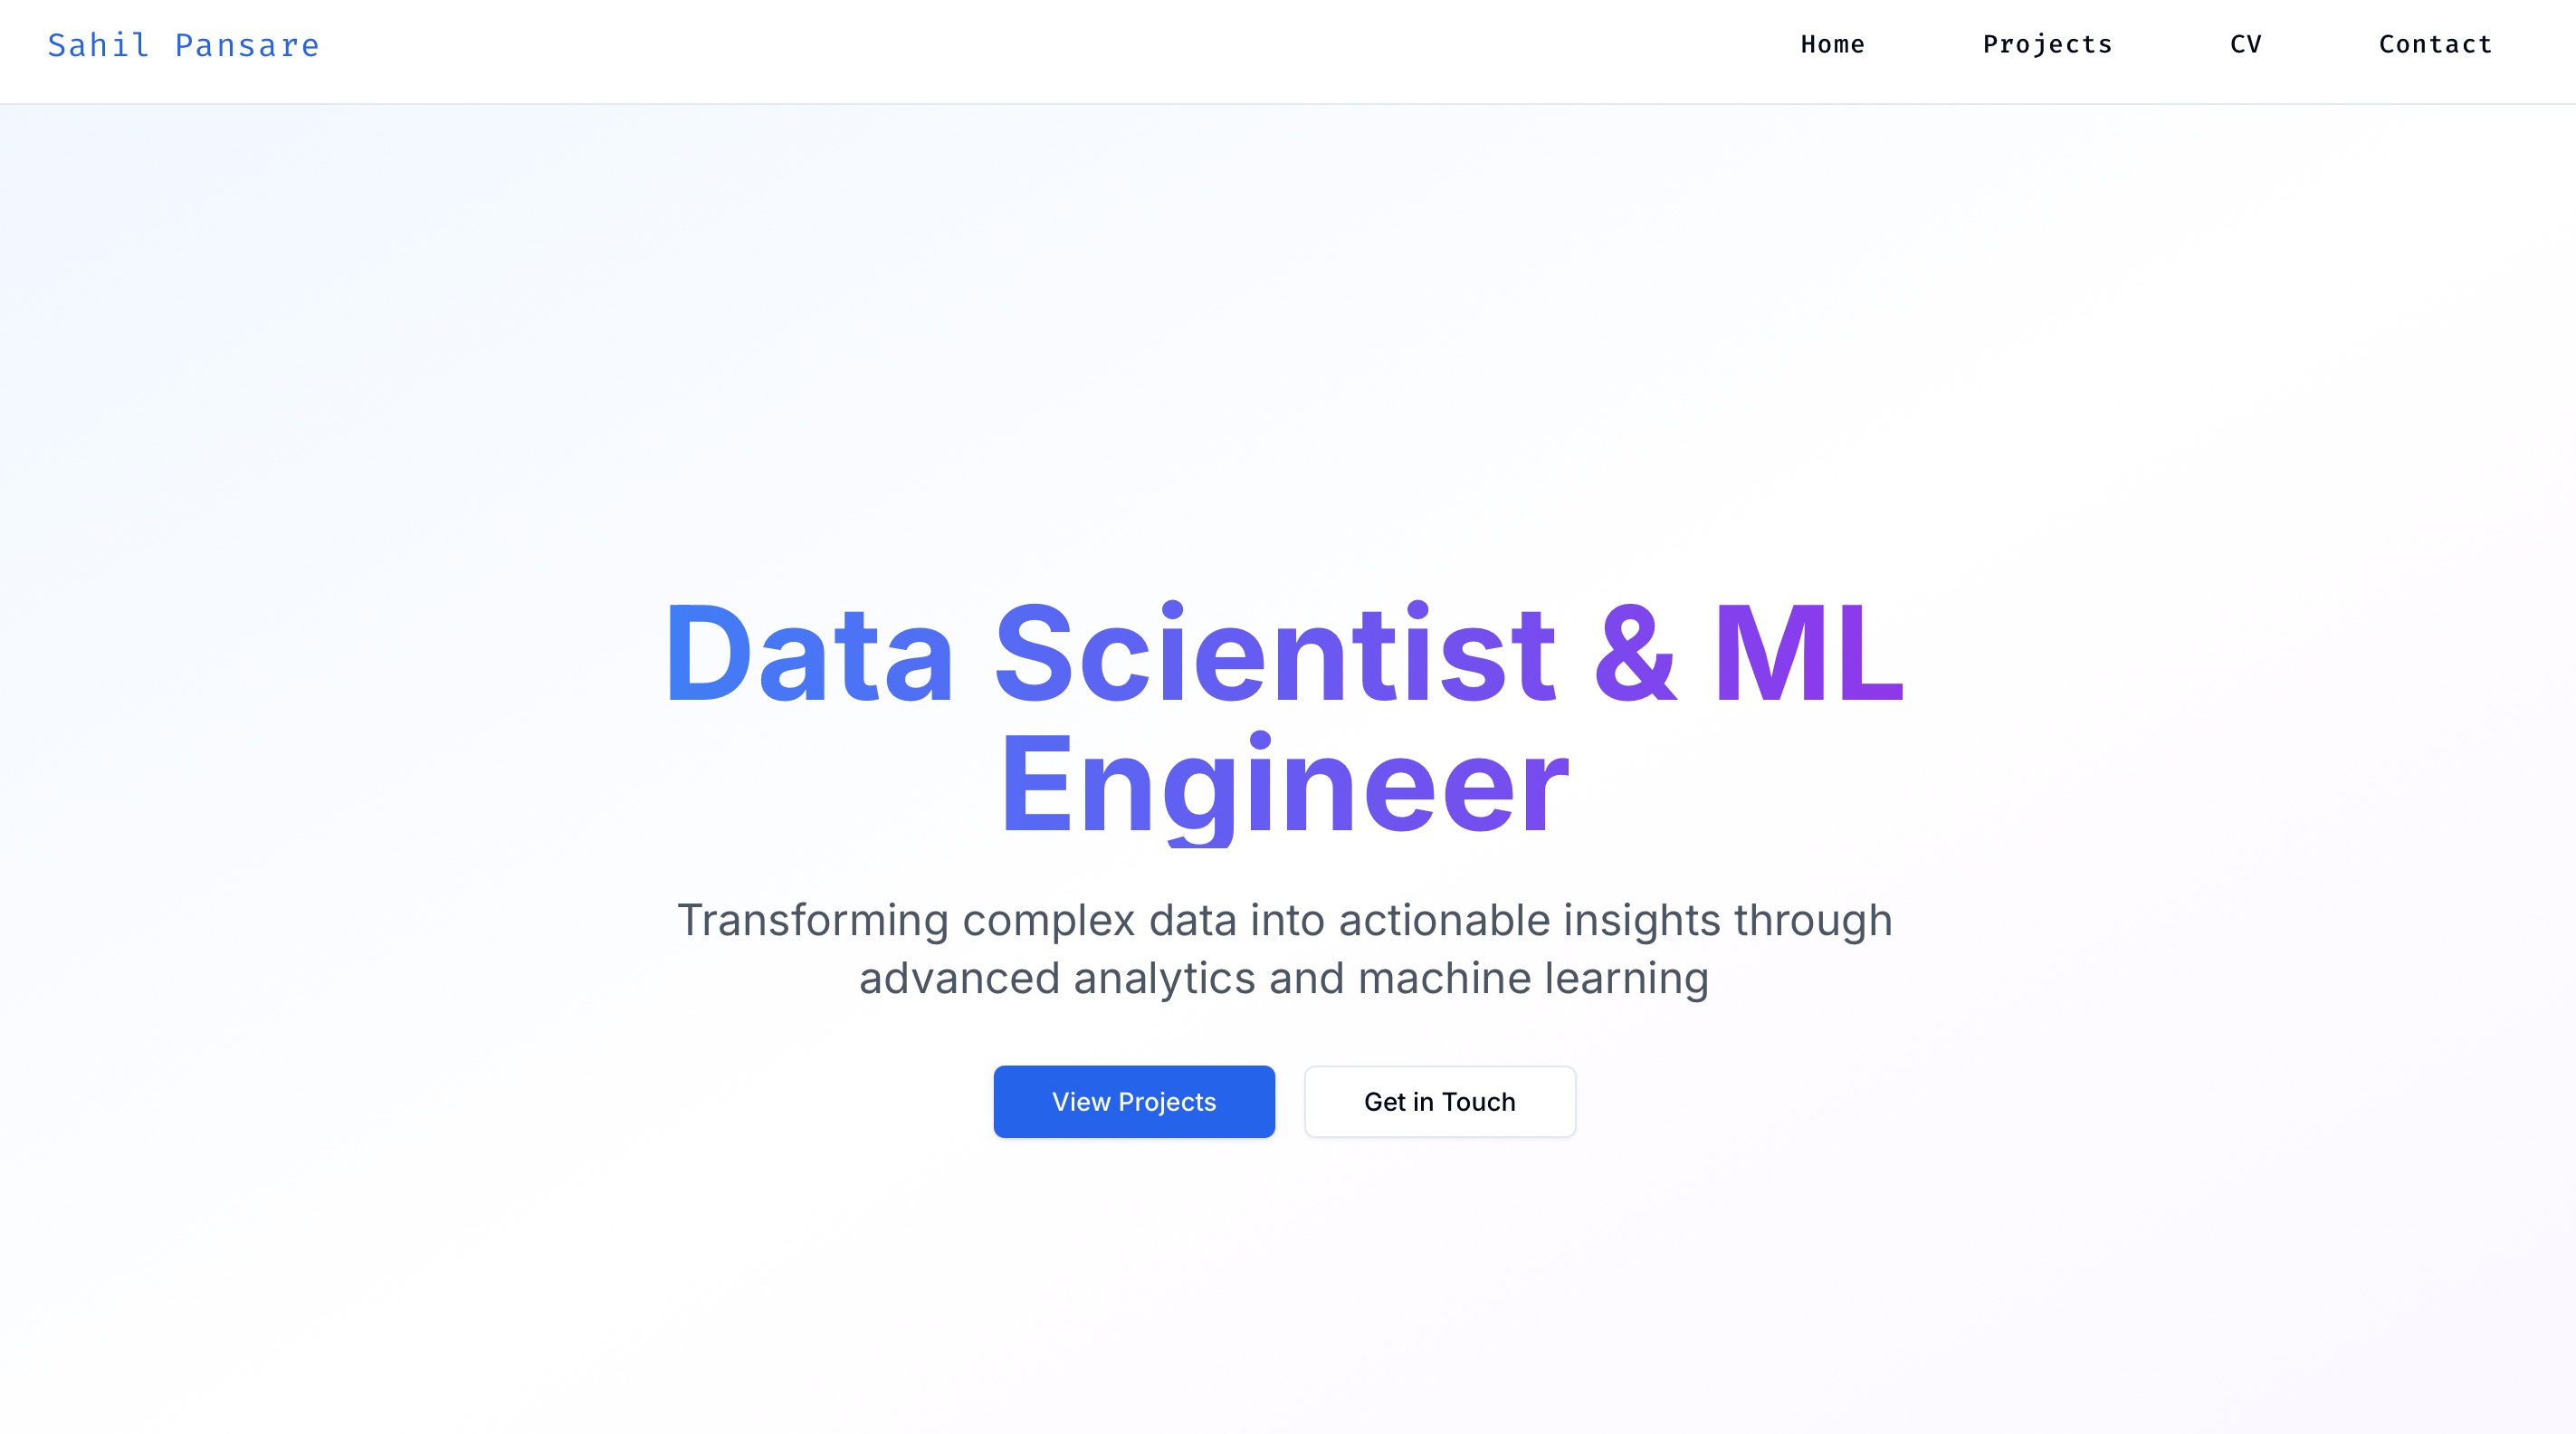 Sahil Pansare
Home Projects CV Contact
Data Scientist & ML
Engineer
Transforming complex data into actionable insights through
advanced analytics and machine learning
View Projects
Get in Touch